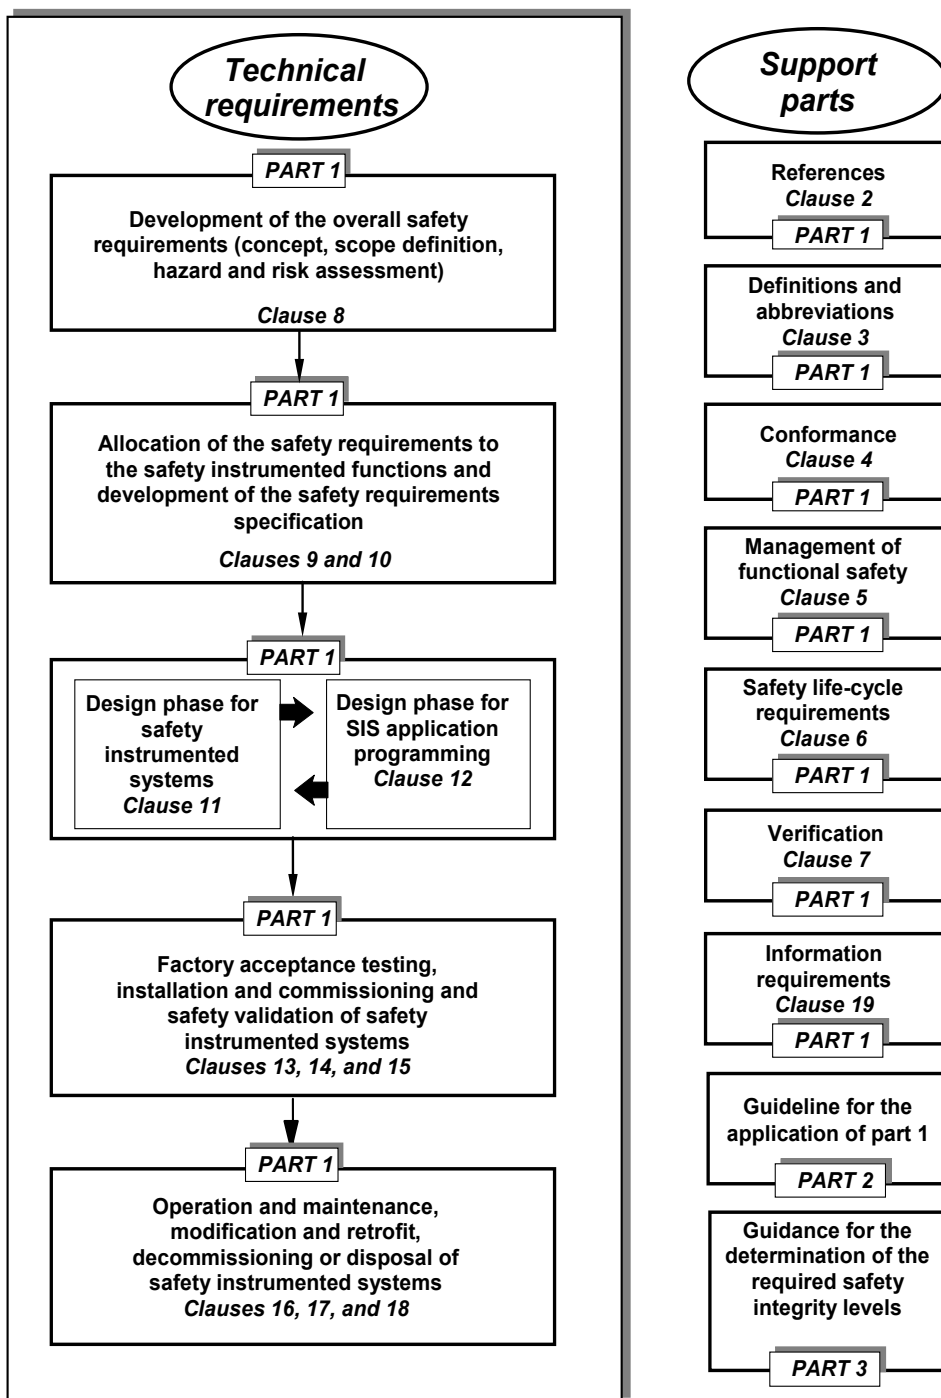 Technical
requirements
PART 1
Development of the overall safety
requirements (concept, scope definition,
hazard and risk assessment)
Clause 8
PART 1
Allocation of the safety requirements to
the safety instrumented functions and
development of the safety requirements
specification
Clauses 9 and 10
PART 1
Design phase for
safety
instrumented
systems
Clause 11
Design phase for
SIS application
programming
Clause 12
PART 1
Factory acceptance testing,
installation and commissioning and
safety validation of safety
instrumented systems
Clauses 13, 14, and 15
PART 1
Operation and maintenance,
modification and retrofit,
decommissioning or disposal of
safety instrumented systems
Clauses 16, 17, and 18
Support
parts
References
Clause 2
PART 1
Definitions and
abbreviations
Clause 3
PART 1
Conformance
Clause 4
PART 1
Management of
functional safety
Clause 5
PART 1
Safety life-cycle
requirements
Clause 6
PART 1
Verification
Clause 7
PART 1
Information
requirements
Clause 19
PART 1
Guideline for the
application of part 1
PART 2
Guidance for the
determination of the
required safety
integrity levels
PART 3